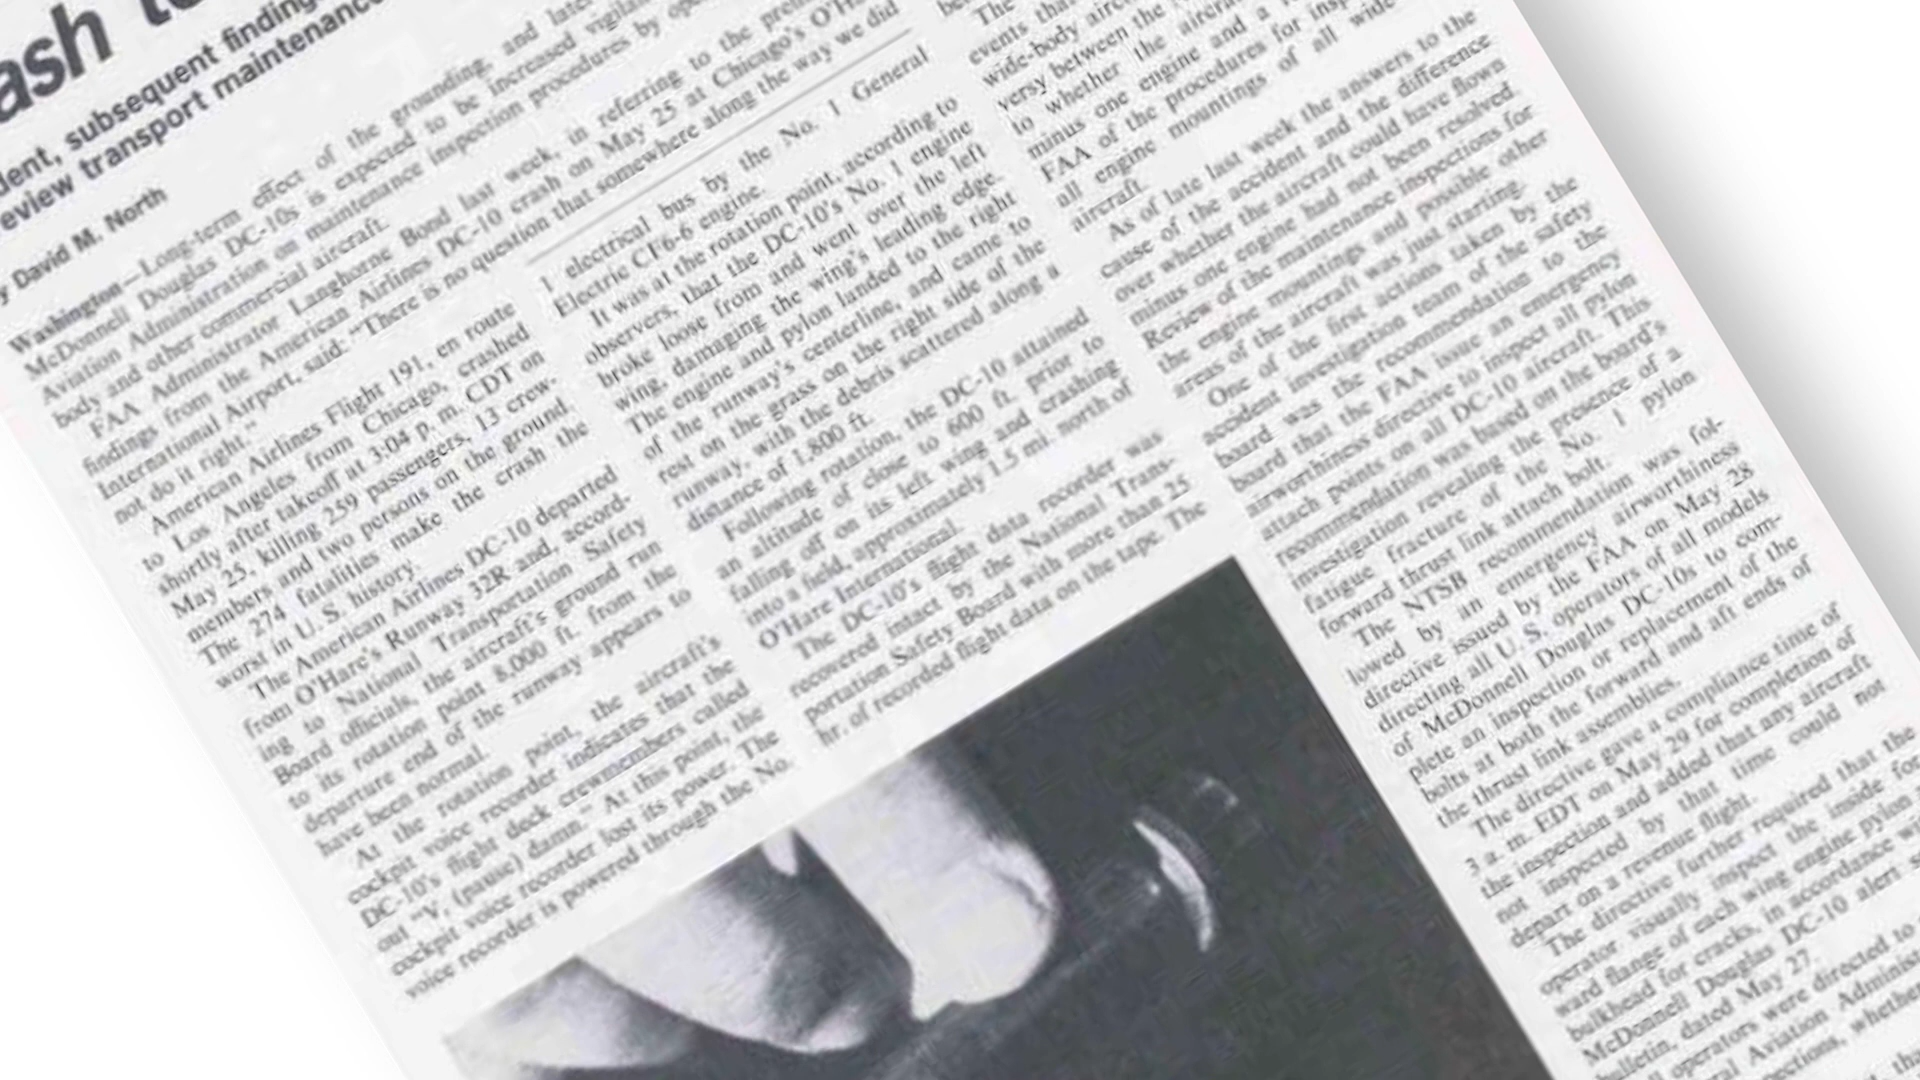 ash t
dent, subsequent finding
eview transport maintenance
y David M. North
Washington—Long-term effect of the grounding and late
McDonnell Douglas DC-10s is expected to be increased vigila
Aviation Administration on maintenance inspection procedures by ope
body and other commercial aircraft.
FAA Administrator Langhorne Bond last week, in referring to the preli
findings from the American Airlines DC-10 crash on May 25 at Chicago's O'Ha
International Airport, said: "There is no question that somewhere along the way we did
not do it right."
American Airlines Flight 191, en route
to Los Angeles from Chicago, crashed
shortly after takeoff at 3:04 p. m. CDT on
May 25, killing 259 passengers, 13 crew-
members and two persons on the ground.
The 274 fatalities make the crash the
worst in U. S. history.
The American Airlines DC-10 departed
from O'Hare's Runway 32R and, accord-
ing to National Transportation Safety
Board officials, the aircraft's ground run
to its rotation point 8,000 ft. from the
departure end of the runway appears to
have been normal.
At the rotation point, the aircraft's
cockpit voice recorder indicates that the
DC-10's flight deck crewmembers called
out "V, (pause) damn." At this point, the
cockpit voice recorder lost its power. The
voice recorder is powered through the No.
1 electrical bus by the No. 1 General
Electric CF6-6 engine.
It was at the rotation point, according to
observers, that the DC-10's No. 1 engine
broke loose from and went over the left
wing, damaging the wing's leading edge.
The engine and pylon landed to the right
of the runway's centerline, and came to
rest on the grass on the right side of the
runway, with the debris scattered along a
distance of 1,800 ft.
Following rotation, the DC-10 attained
an altitude of close to 600 ft. prior to
falling off on its left wing and crashing
into a field, approximately 1.5 mi. north of
O'Hare International.
The DC-10's flight data recorder was
recovered intact by the National Trans-
portation Safety Board with more than 25
hr. of recorded flight data on the tape. The
The
events tha
wide-body airc
versy between the
to whether the aircra
minus one engine and a r
FAA of the procedures for insp
all engine mountings of all wide-
aircraft.
As of late last week the answers to the
cause of the accident and the difference
over whether the aircraft could have flown
minus one engine had not been resolved.
Review of the maintenance inspections for
the engine mountings and possible other
areas of the aircraft was just starting.
One of the first actions taken by the
accident investigation team of the safety
board was the recommendation to the
board that the FAA issue an emergency
airworthiness directive to inspect all pylon
attach points on all DC-10 aircraft. This
recommendation was based on the board's
investigation revealing the presence of a
fatigue fracture of the No. 1 pylon
forward thrust link attach bolt.
The NTSB recommendation was fol-
lowed by an emergency airworthiness
directive issued by the FAA on May 28
directing all U. S. operators of all models
of McDonnell Douglas DC-10s to com-
plete an inspection or replacement of the
bolts at both the forward and aft ends of
the thrust link assemblies.
The directive gave a compliance time of
3 a. m. EDT on May 29 for completion of
the inspection and added that any aircraft
not inspected by that time could not
depart on a revenue flight.
The directive further required that the
operator visually inspect the inside for
ward flange of each wing engine pylon
bulkhead for cracks, in accordance w
McDonnell Douglas DC-10 alert s
bulletin, dated May 27.
operators were directed to
ral Aviation Administ
ections, whether